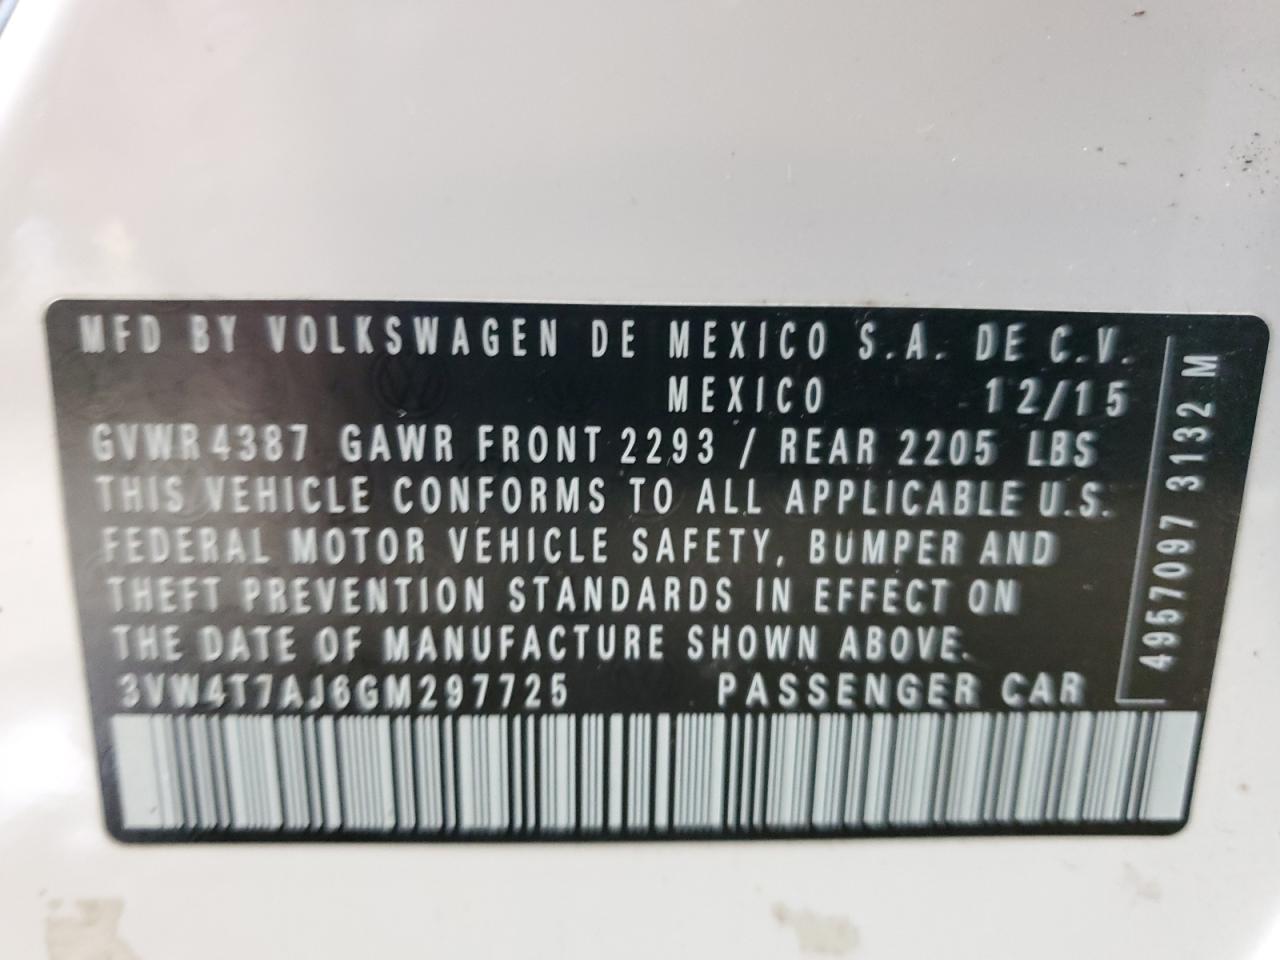 MFD BY VOLKSWAGEN DE MEXICO S.A. DE C.V.
MEXICO 12/15
GVWR 4387 GAWR FRONT 2293 / REAR 2205 LBS
THIS VEHICLE CONFORMS TO ALL APPLICABLE U.S.
FEDERAL MOTOR VEHICLE SAFETY, BUMPER AND
THEFT PREVENTION STANDARDS IN EFFECT ON
THE DATE OF MANUFACTURE SHOWN ABOVE.
3VW4T7AJ6GM297725 PASSENGER CAR
4957097 3132 M